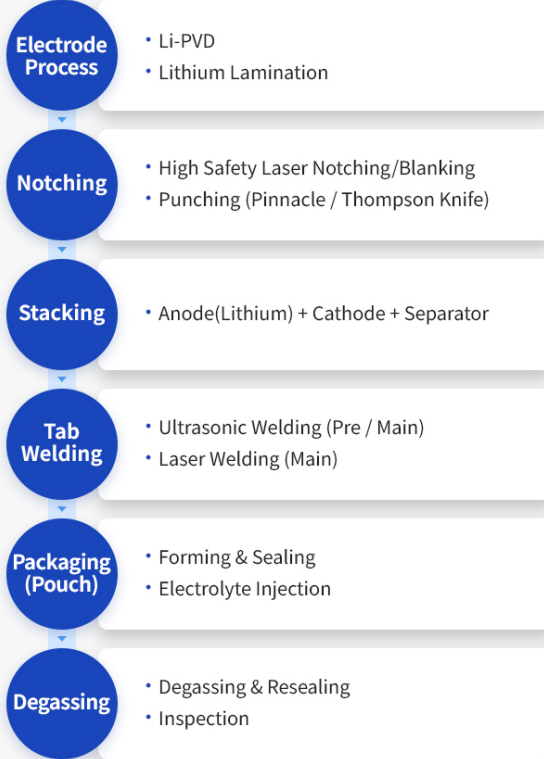 Electrode
Process
• Li-PVD
• Lithium Lamination
Notching
• High Safety Laser Notching/Blanking
• Punching (Pinnacle / Thompson Knife)
Stacking
• Anode(Lithium) + Cathode + Separator
Tab
Welding
• Ultrasonic Welding (Pre / Main)
• Laser Welding (Main)
Packaging
(Pouch)
• Forming & Sealing
• Electrolyte Injection
Degassing
• Degassing & Resealing
• Inspection